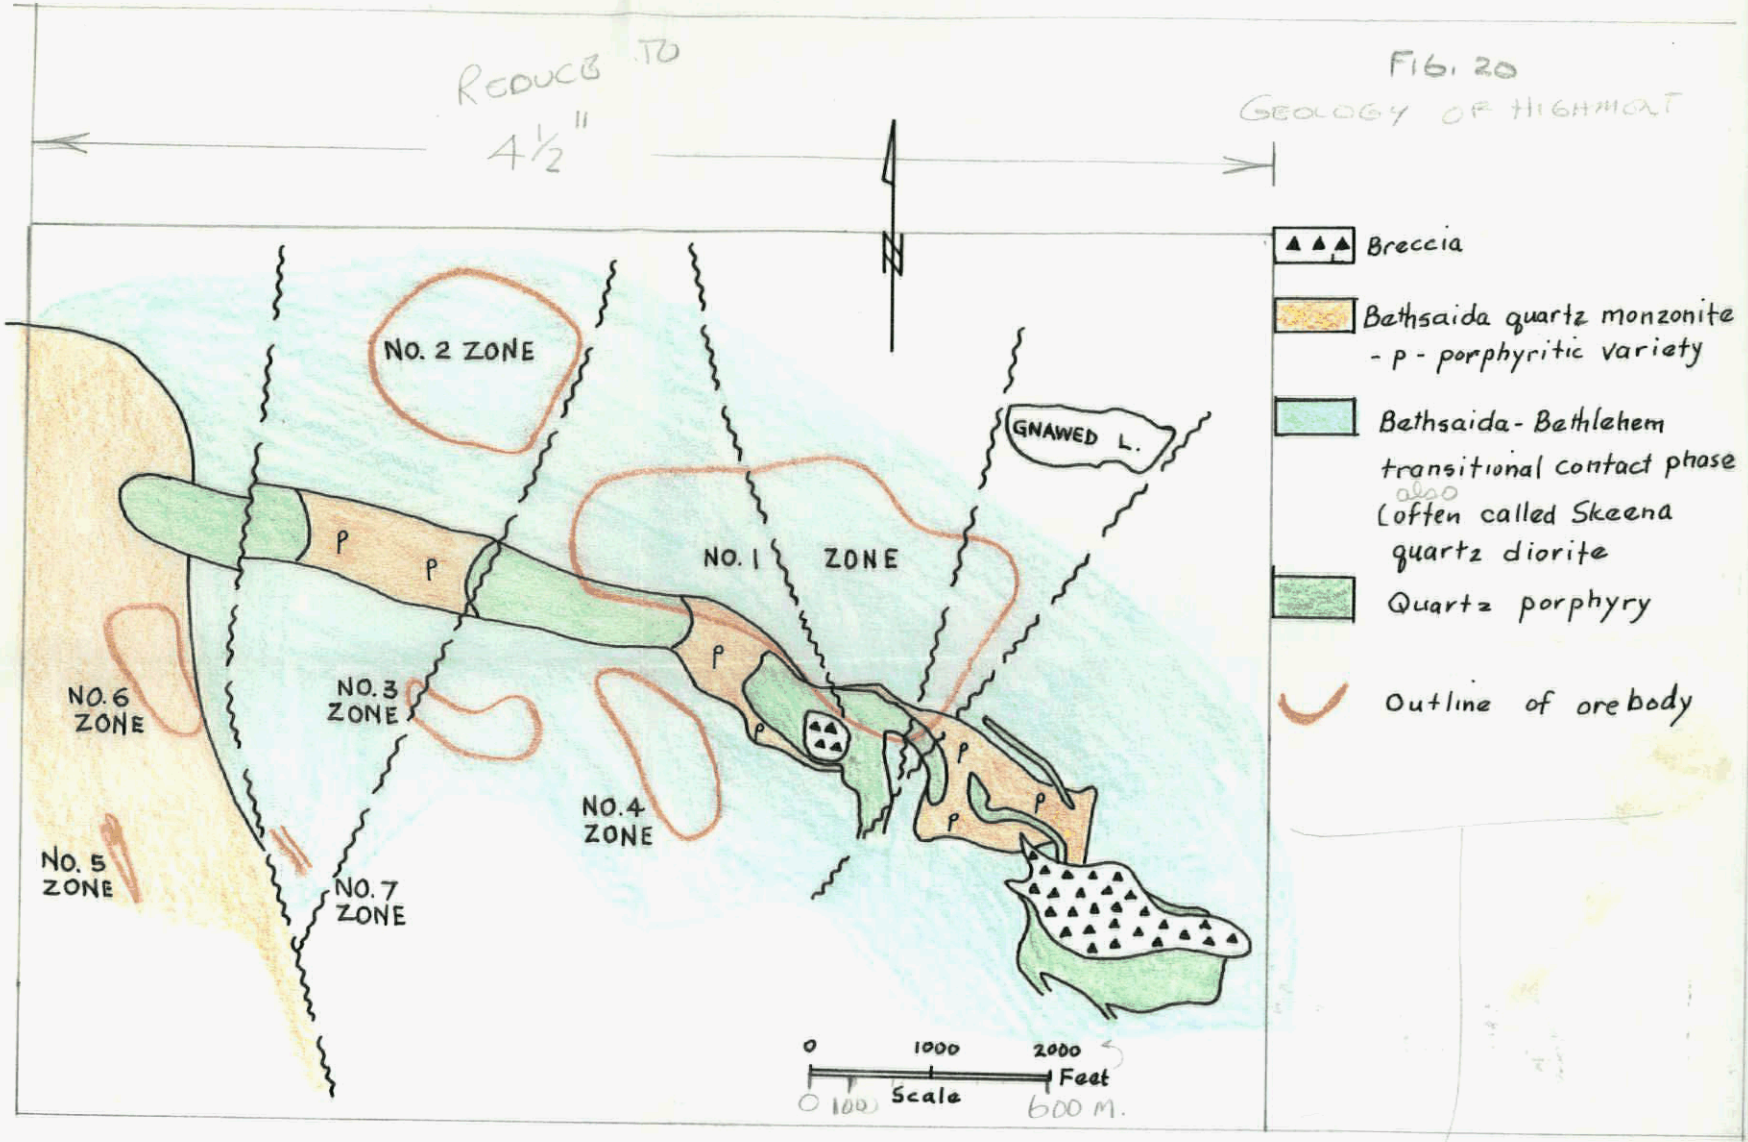 REDUCE TO
4 1/2"
FIG. 20
GEOLOGY OF HIGHMONT
N
Breccia
Bethsaida quartz monzonite
- p - porphyritic variety
Bethsaida - Bethlehem
transitional contact phase
also
(often called Skeena
quartz diorite
Quartz porphyry
Outline of orebody
NO. 2 ZONE
GNAWED L.
NO. 1 ZONE
P
P
P
P
P
P
P
NO. 6
ZONE
NO. 3
ZONE
NO. 4
ZONE
NO. 5
ZONE
NO. 7
ZONE
0 1000 2000
Feet
Scale
0 100 600 M.